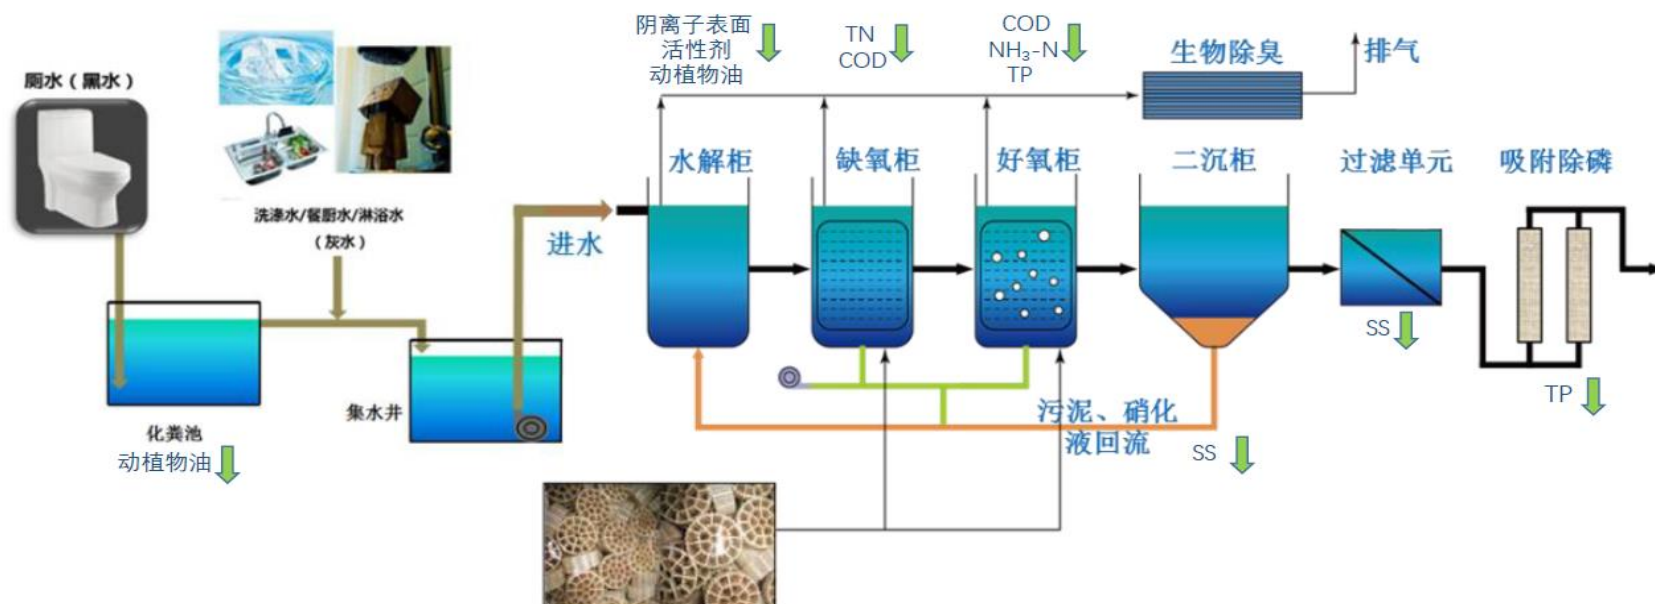 阴离子表面
活性剂
动植物油
TN
COD
COD
NH₃-N
TP
生物除臭
排气
厕水（黑水）
水解柜
缺氧柜
好氧柜
二沉柜
过滤单元
吸附除磷
洗涤水/餐厨水/淋浴水
（灰水）
进水
SS
集水井
污泥、硝化
液回流
SS
TP
化粪池
动植物油